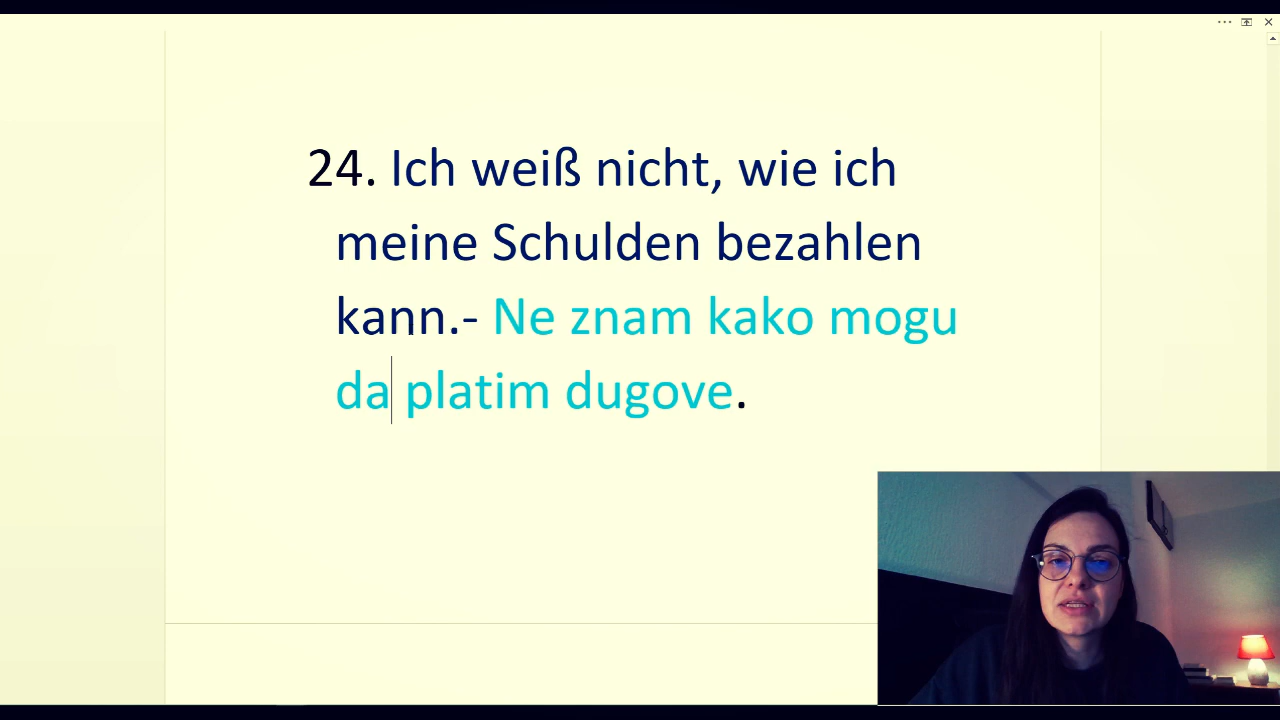 24. Ich weiß nicht, wie ich
meine Schulden bezahlen
kann.- Ne znam kako mogu
da platim dugove.